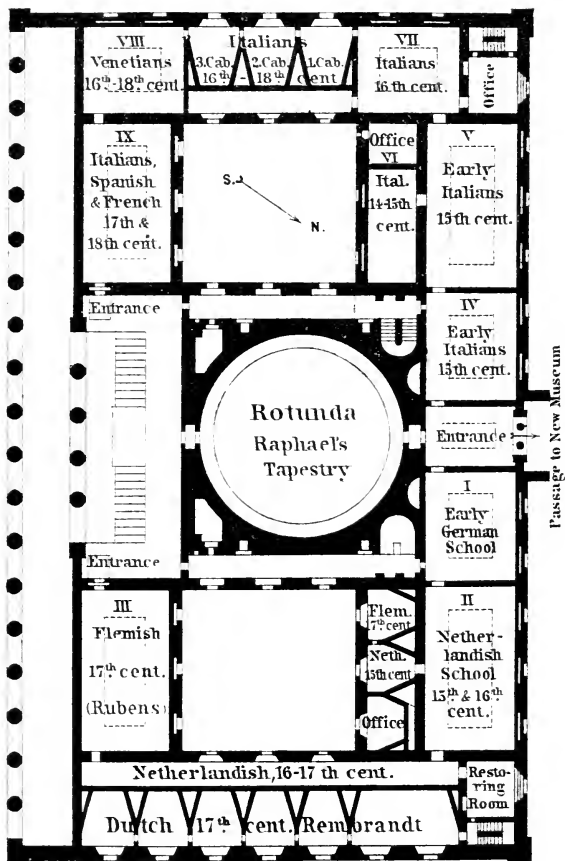 VIII
Venetians
16th-18th cent.
Italians
3.Cab. 2.Cab. 1.Cab.
16th - 18th cent
VII
Italians
16th cent.
Office
IX
Italians,
Spanish
& French
17th &
18th cent.
S.
N.
Office
VI
Ital.
14-15th
cent.
V
Early
Italians
15th cent.
Entrance
IV
Early
Italians
15th cent.
Rotunda
Raphael's
Tapestry
Entrance
Passage to New Museum
I
Early
German
School
Entrance
III
Flemish
17th cent.
(Rubens)
Flem.
17th cent
Neth.
15th cent
Office
II
Nether-
landish
School
15th & 16th
cent.
Netherlandish, 16-17 th cent.
Resto-
ring
Room
Dutch 17th cent. Rembrandt